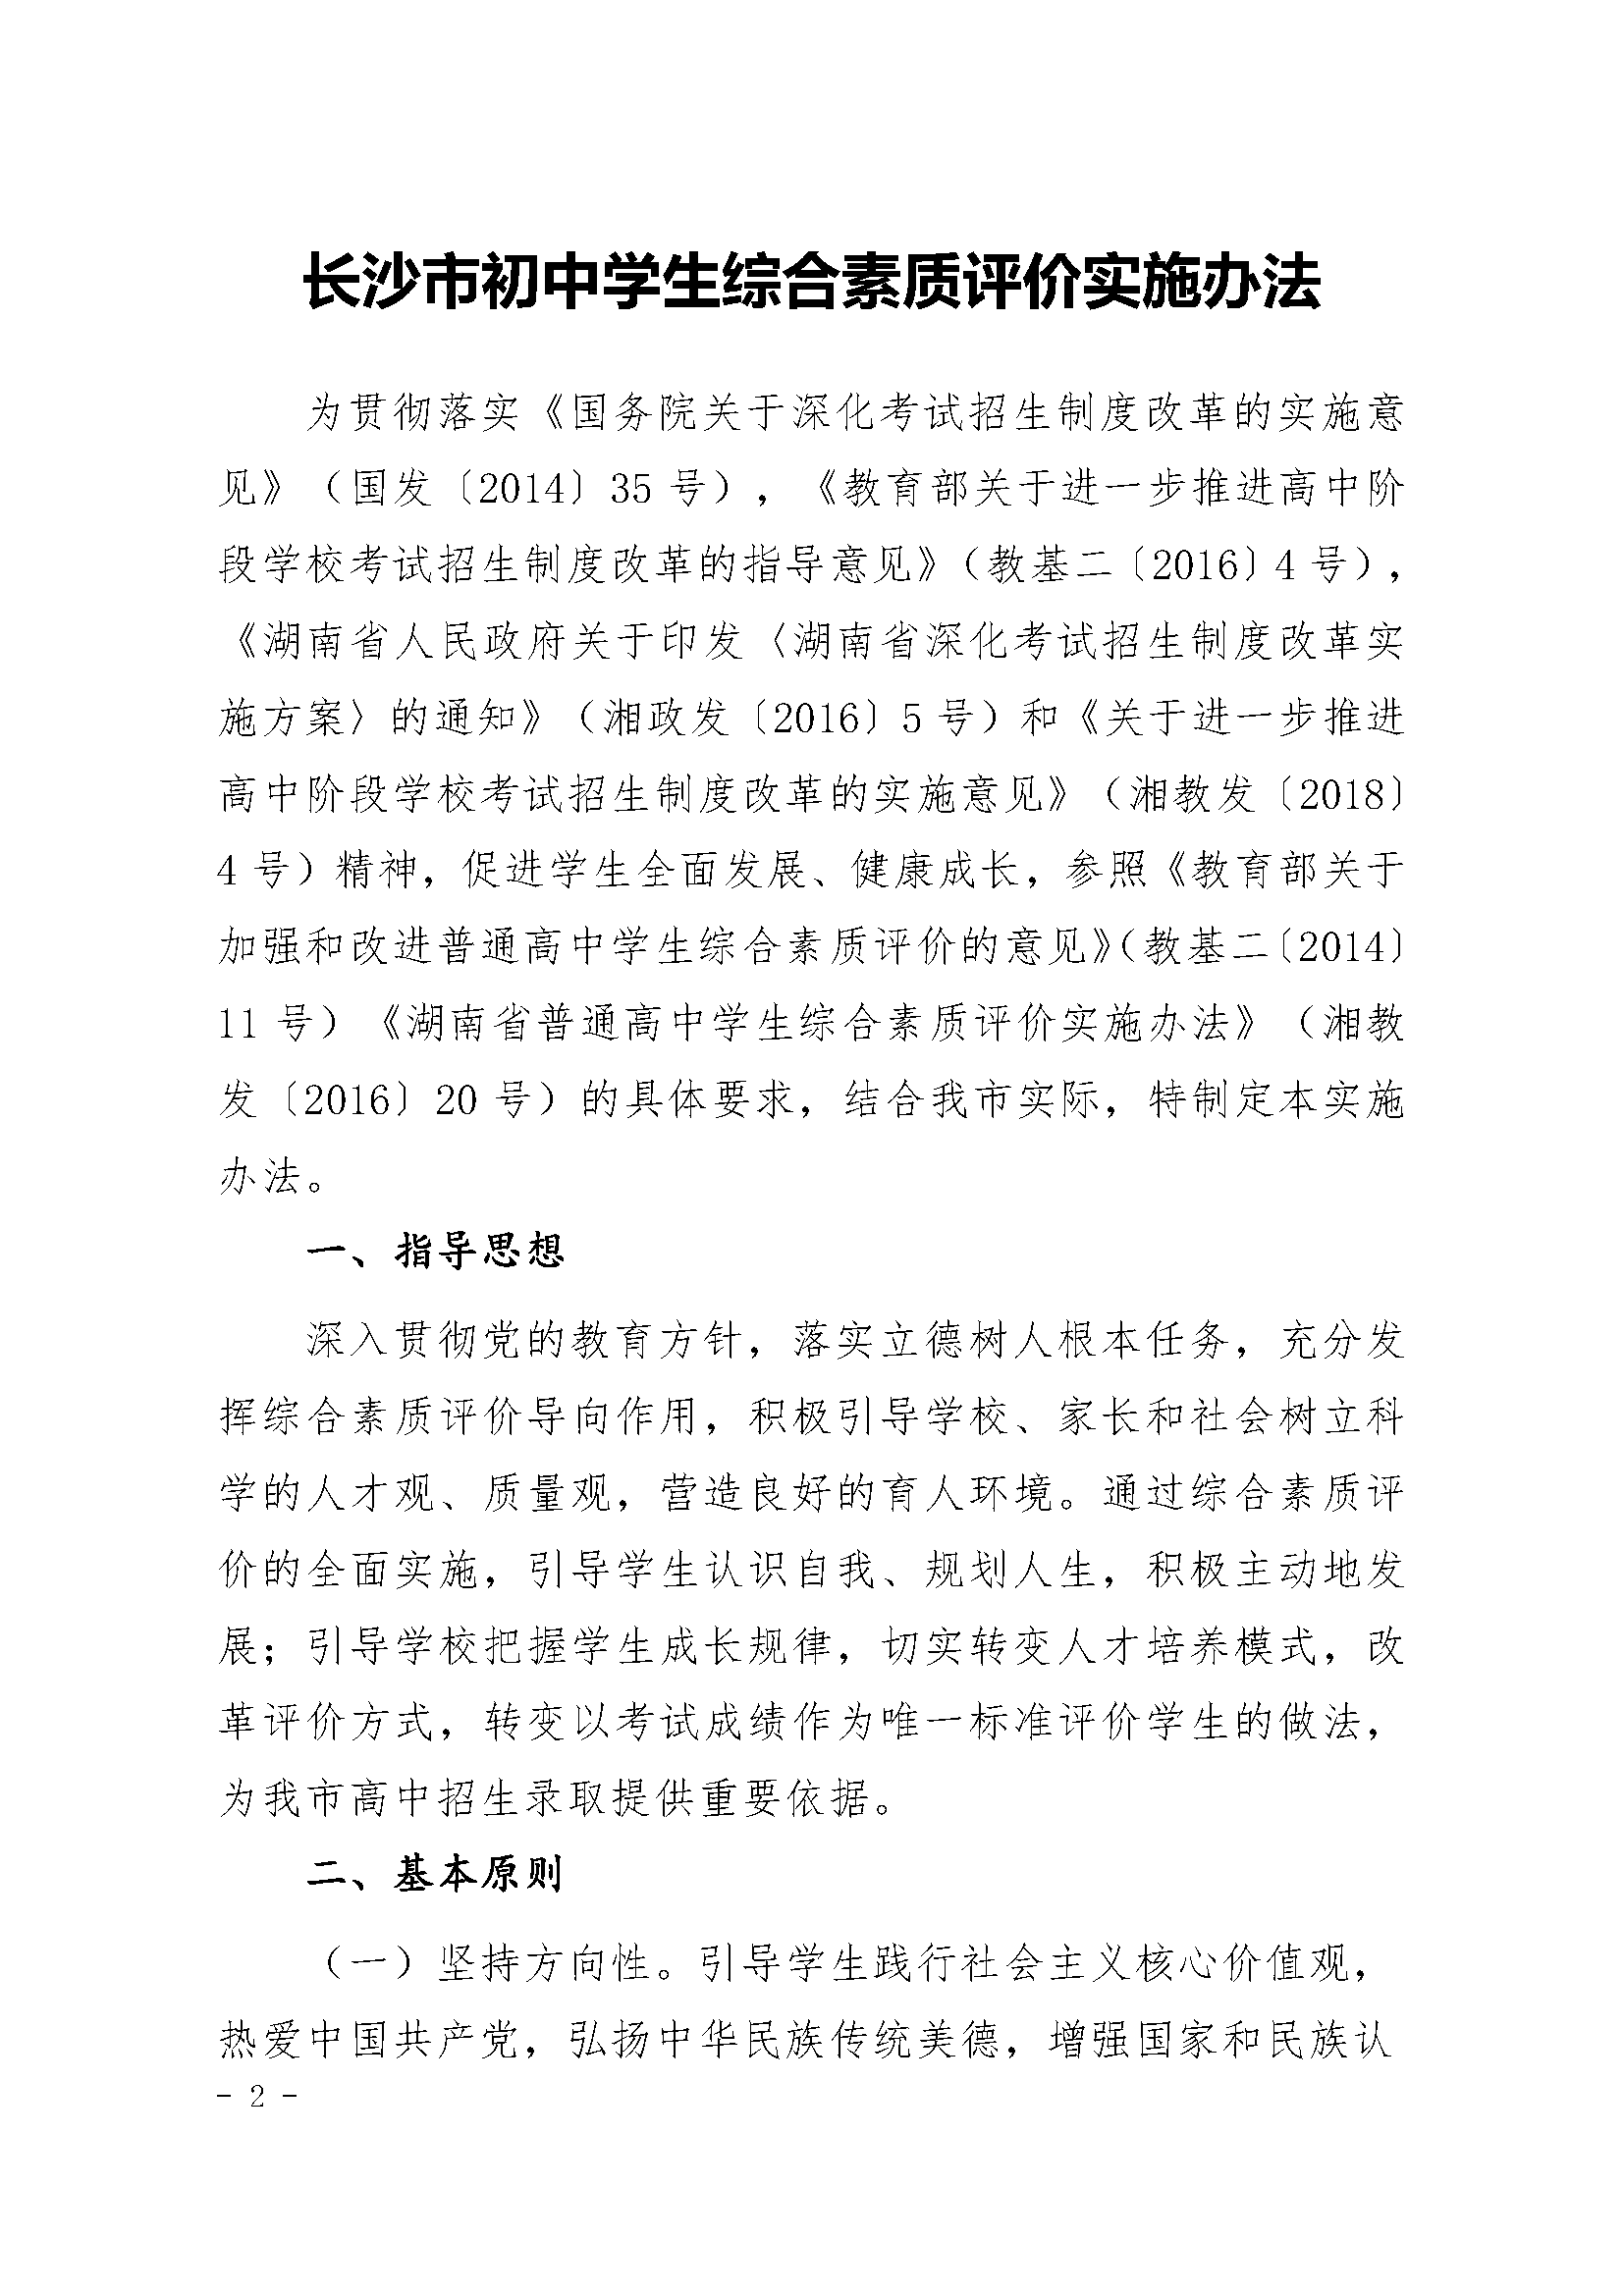 长沙市初中学生综合素质评价实施办法
为贯彻落实《国务院关于深化考试招生制度改革的实施意
见》（国发〔2014〕35 号），《教育部关于进一步推进高中阶
段学校考试招生制度改革的指导意见》（教基二〔2016〕4 号），
《湖南省人民政府关于印发〈湖南省深化考试招生制度改革实
施方案〉的通知》（湘政发〔2016〕5 号）和《关于进一步推进
高中阶段学校考试招生制度改革的实施意见》（湘教发〔2018〕
4 号）精神，促进学生全面发展、健康成长，参照《教育部关于
加强和改进普通高中学生综合素质评价的意见》（教基二〔2014〕
11 号）《湖南省普通高中学生综合素质评价实施办法》（湘教
发〔2016〕20 号）的具体要求，结合我市实际，特制定本实施
办法。
一、指导思想
深入贯彻党的教育方针，落实立德树人根本任务，充分发
挥综合素质评价导向作用，积极引导学校、家长和社会树立科
学的人才观、质量观，营造良好的育人环境。通过综合素质评
价的全面实施，引导学生认识自我、规划人生，积极主动地发
展；引导学校把握学生成长规律，切实转变人才培养模式，改
革评价方式，转变以考试成绩作为唯一标准评价学生的做法，
为我市高中招生录取提供重要依据。
二、基本原则
（一）坚持方向性。引导学生践行社会主义核心价值观，
热爱中国共产党，弘扬中华民族传统美德，增强国家和民族认
- 2 -